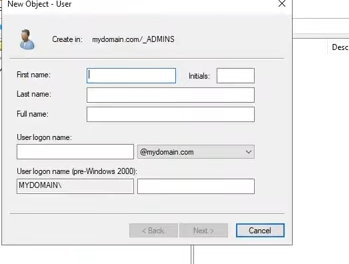 New Object - User
Create in: mydomain.com/_ADMINS
Desc
First name:
Initials:
Last name:
Full name:
User logon name:
@mydomain.com
User logon name (pre-Windows 2000):
MYDOMAIN\
< Back
Next >
Cancel